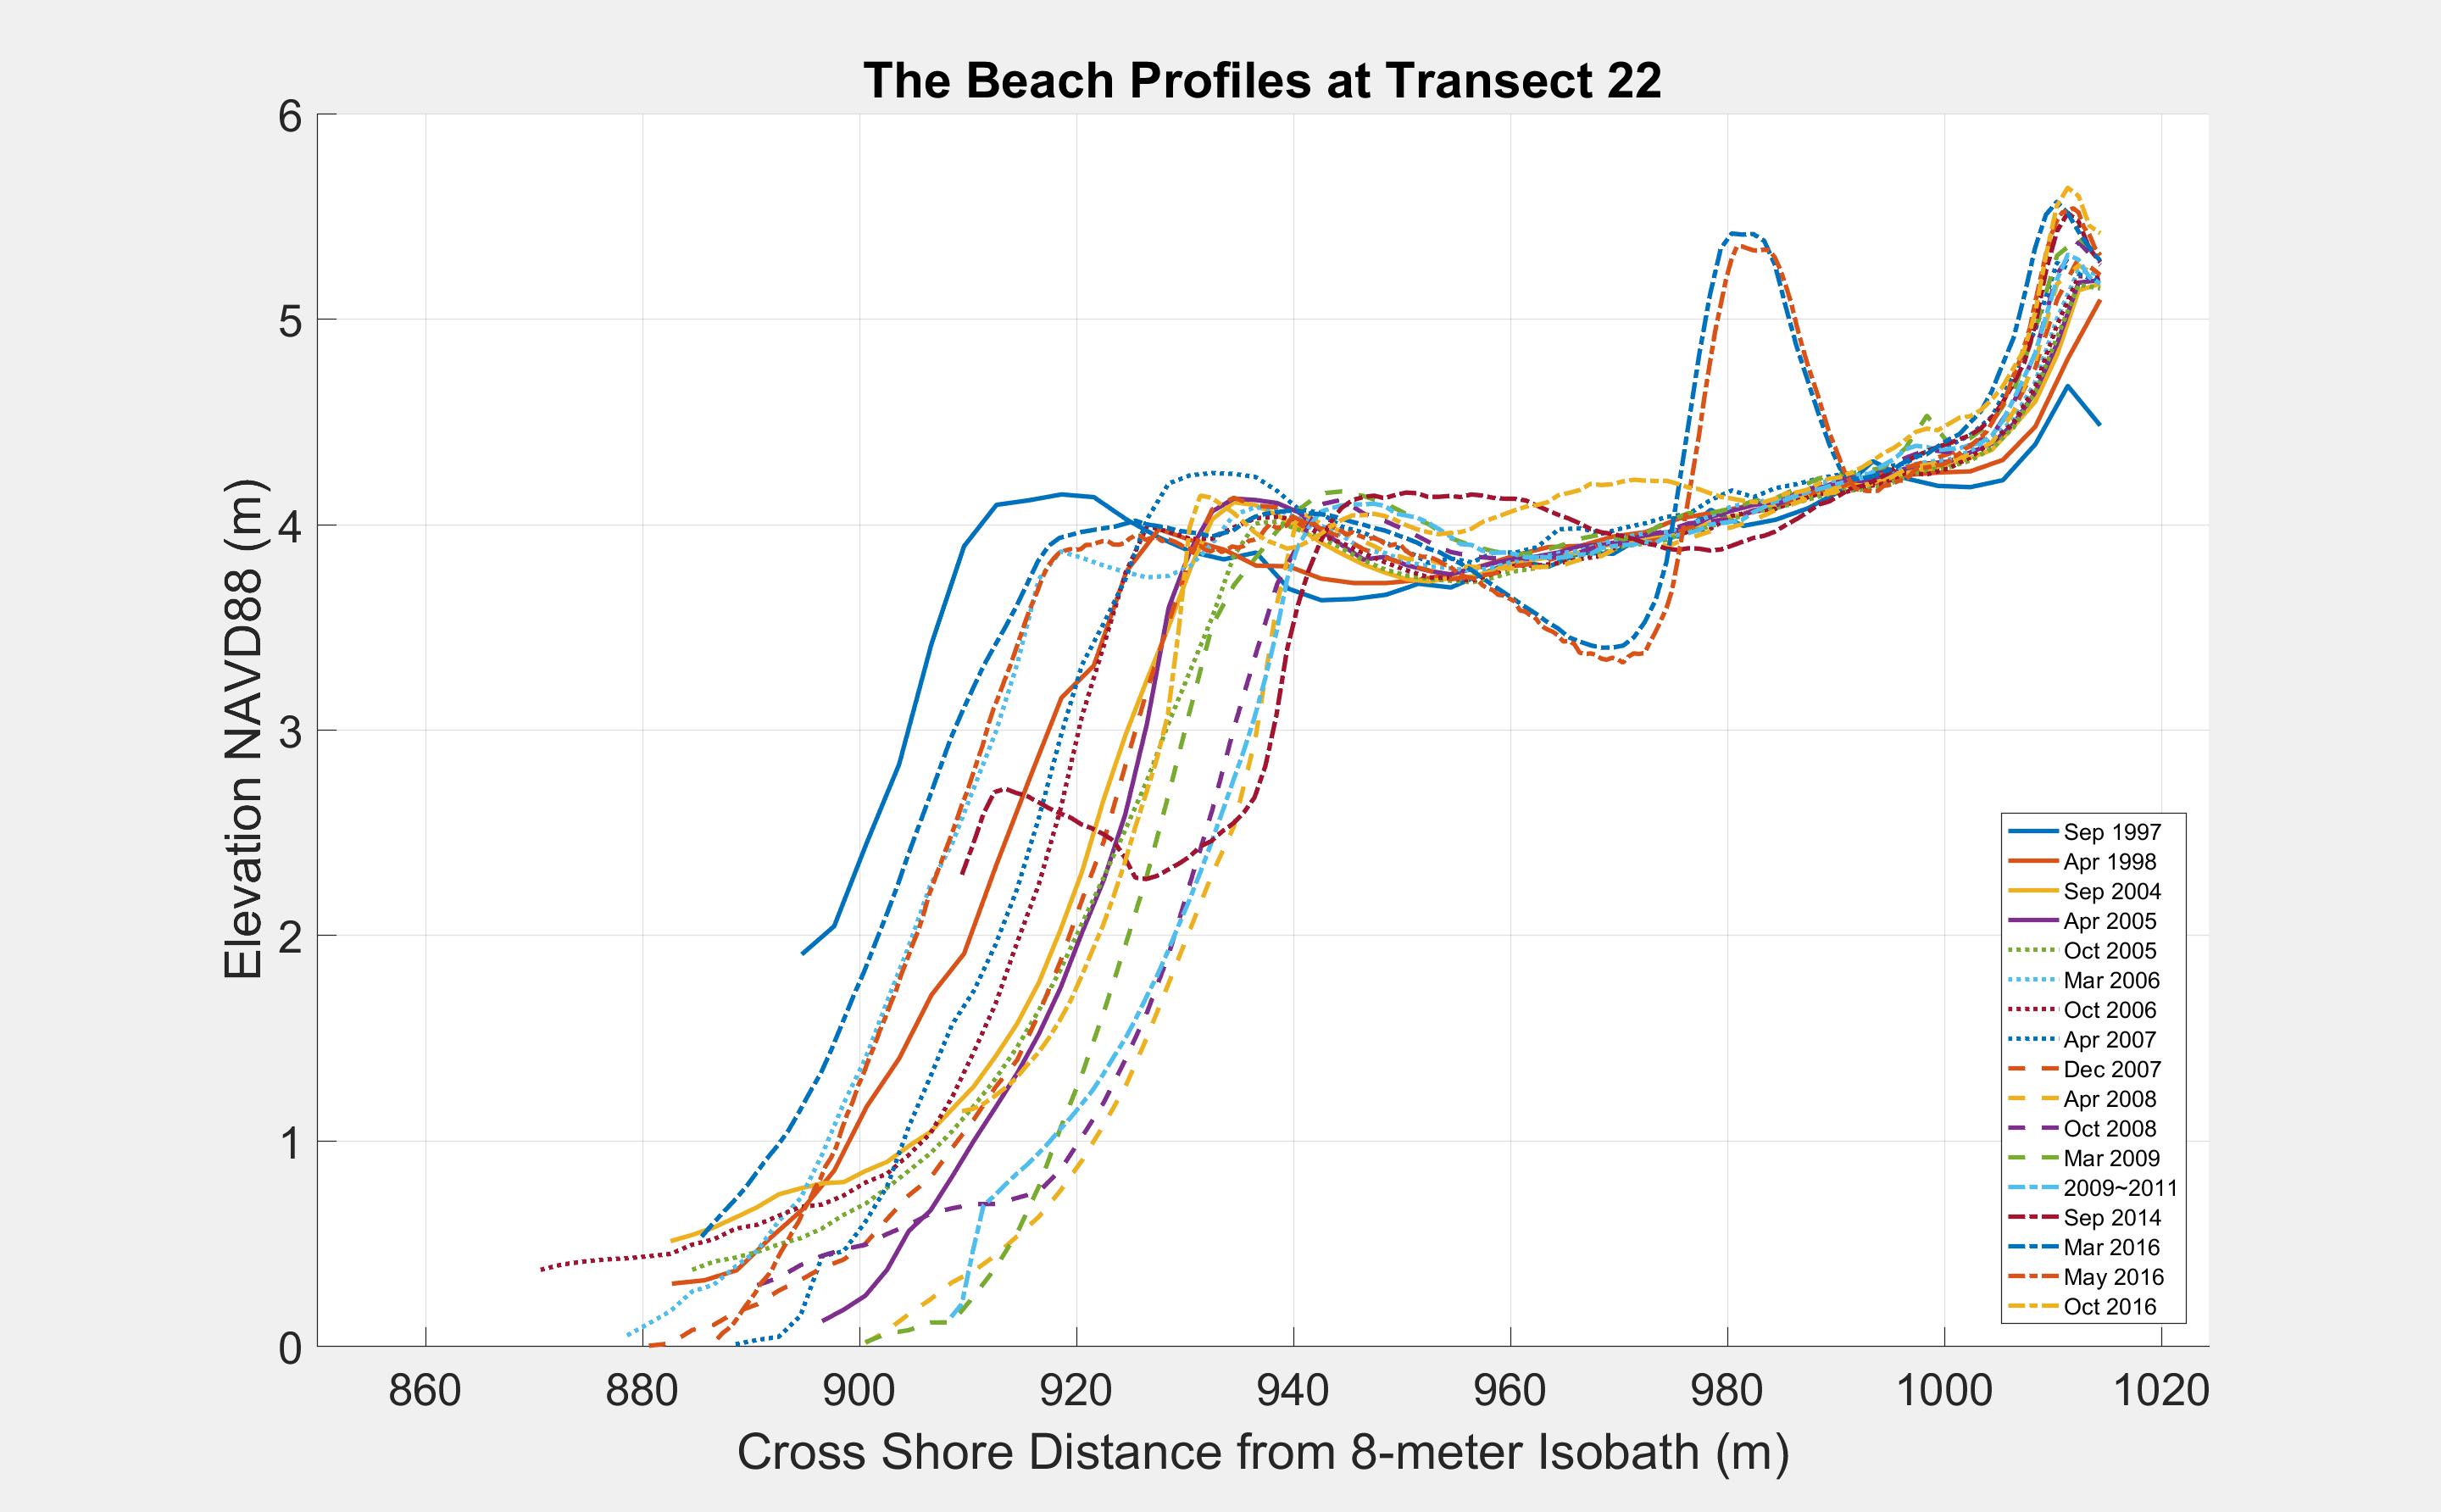 The Beach Profiles at Transect 22
Elevation NAVD88 (m)
6
5
4
3
2
1
0
860 880 900 920 940 960 980 1000 1020
Cross Shore Distance from 8-meter Isobath (m)
Sep 1997
Apr 1998
Sep 2004
Apr 2005
Oct 2005
Mar 2006
Oct 2006
Apr 2007
Dec 2007
Apr 2008
Oct 2008
Mar 2009
2009~2011
Sep 2014
Mar 2016
May 2016
Oct 2016